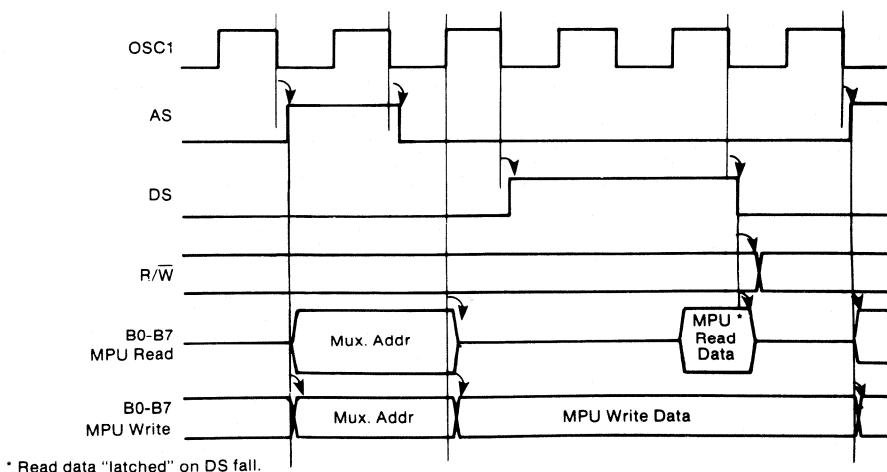 OSC1
AS
DS
R/W̅
B0-B7
MPU Read
Mux. Addr
MPU *
Read
Data
B0-B7
MPU Write
Mux. Addr
MPU Write Data
* Read data "latched" on DS fall.